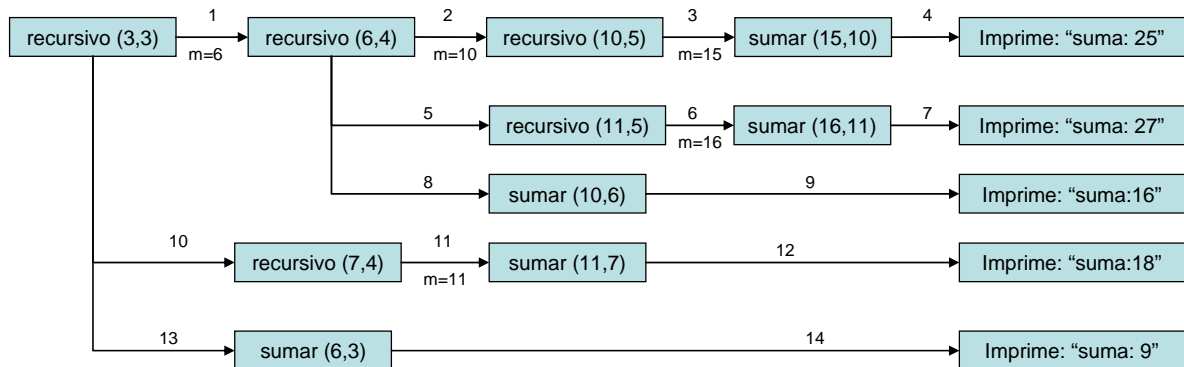 1
2
3
4
recursivo (3,3)
recursivo (6,4)
recursivo (10,5)
sumar (15,10)
Imprime: “suma: 25”
m=6
m=10
m=15
5
6
7
recursivo (11,5)
sumar (16,11)
Imprime: “suma: 27”
m=16
8
9
sumar (10,6)
Imprime: “suma:16”
10
11
12
recursivo (7,4)
sumar (11,7)
Imprime: “suma:18”
m=11
13
14
sumar (6,3)
Imprime: “suma: 9”